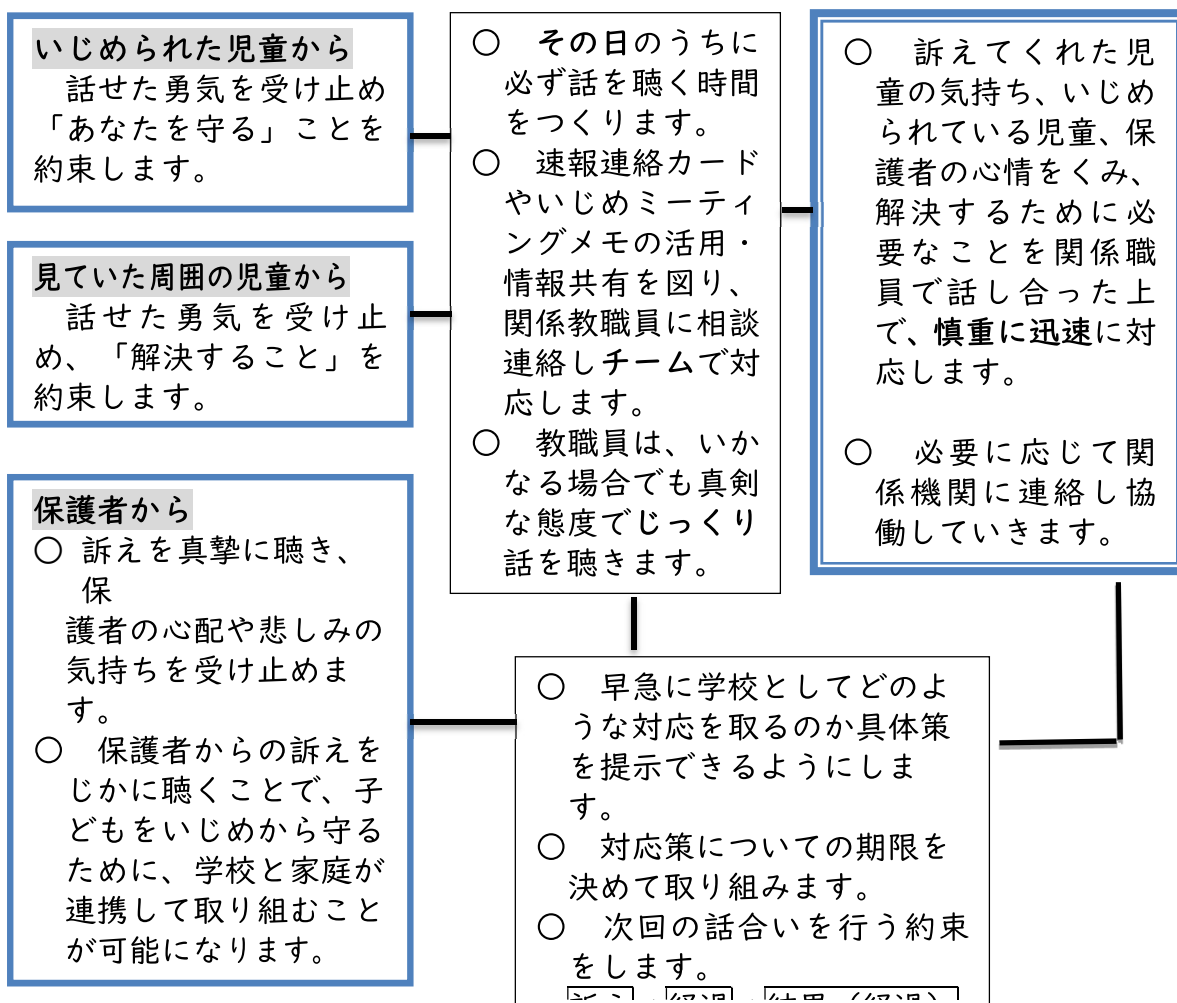 いじめられた児童から
話せた勇気を受け止め
「あなたを守る」ことを
約束します。
見ていた周囲の児童から
話せた勇気を受け止
め、「解決すること」を
約束します。
保護者から
○ 訴えを真摯に聴き、
保
護者の心配や悲しみの
気持ちを受け止めま
す。
○ 保護者からの訴えを
じかに聴くことで、子
どもをいじめから守る
ために、学校と家庭が
連携して取り組むこと
が可能になります。
○ その日のうちに
必ず話を聴く時間
をつくります。
○ 速報連絡カード
やいじめミーティ
ングメモの活用・
情報共有を図り、
関係教職員に相談
連絡しチームで対
応します。
○ 教職員は、いか
なる場合でも真剣
な態度でじっくり
話を聴きます。
○ 訴えてくれた児
童の気持ち、いじめ
られている児童、保
護者の心情をくみ、
解決するために必
要なことを関係職
員で話し合った上
で、慎重に迅速に対
応します。
○ 必要に応じて関
係機関に連絡し協
働していきます。
○ 早急に学校としてどのよ
うな対応を取るのか具体策
を提示できるようにしま
す。
○ 対応策についての期限を
決めて取り組みます。
○ 次回の話合いを行う約束
をします。